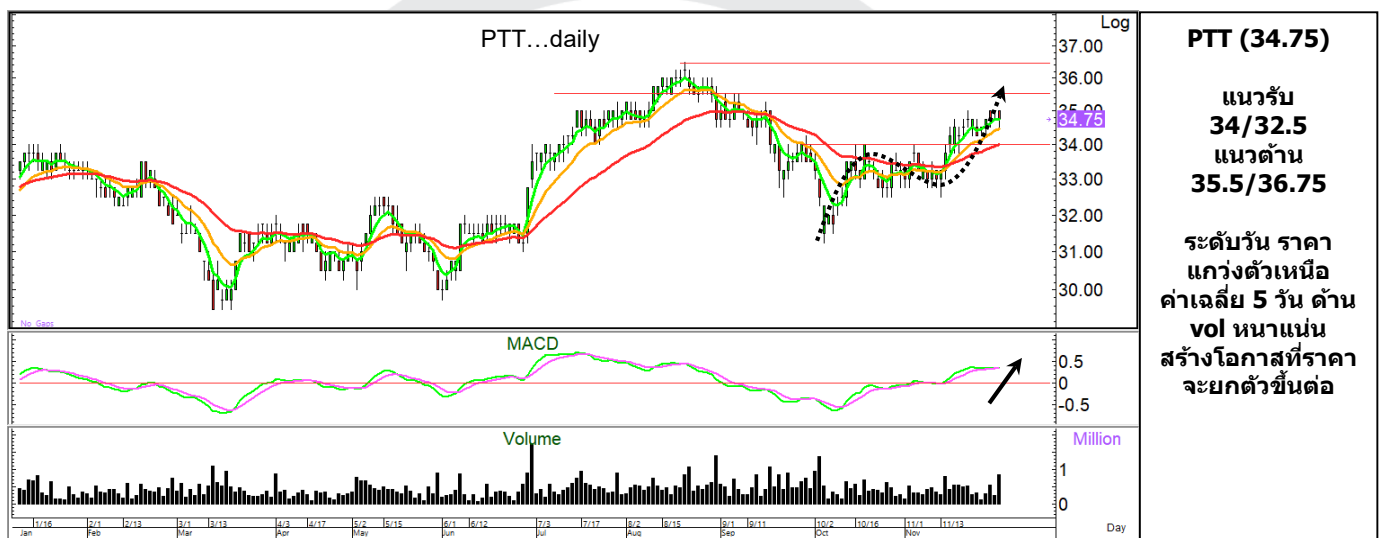 PTT...daily
Log
37.00
36.00
35.00
34.75
34.00
33.00
32.00
31.00
30.00
No Gaps
MACD
0.5
0
-0.5
Volume
Million
1
0
1/16 2/1 2/13 3/1 3/13 4/3 4/17 5/2 5/15 6/1 6/12 7/3 7/17 8/2 8/15 9/1 9/11 10/2 10/16 11/1 11/13
Jan Feb Mar Apr May Jun Jul Aug Sep Oct Nov
Day
PTT (34.75)
แนวรับ
34/32.5
แนวต้าน
35.5/36.75
ระดับวัน ราคา
แกว่งตัวเหนือ
ค่าเฉลี่ย 5 วัน ด้าน
vol หนาแน่น
สร้างโอกาสที่ราคา
จะยกตัวขึ้นต่อ